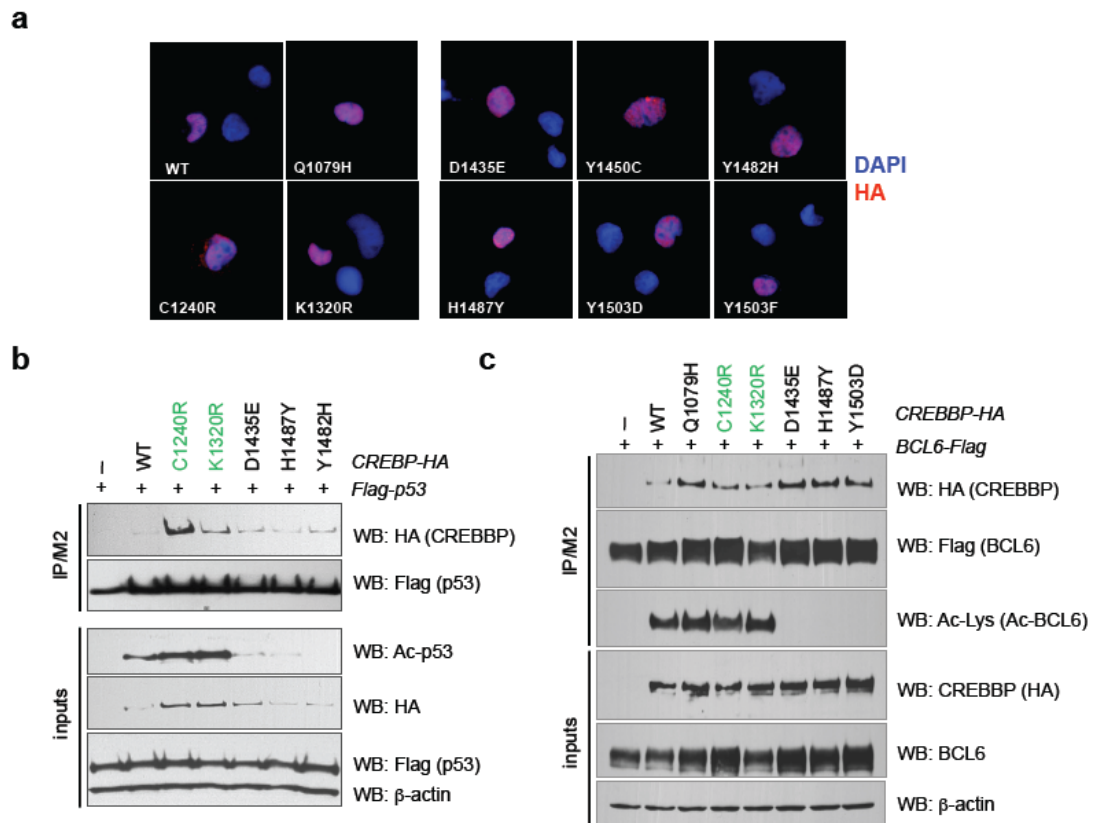 a
WT
Q1079H
D1435E
Y1450C
Y1482H
DAPI
HA
C1240R
K1320R
H1487Y
Y1503D
Y1503F
b
– WT C1240R K1320R D1435E H1487Y Y1482H
CREBP-HA
+ + + + + + + Flag-p53
IP/M2
WB: HA (CREBBP)
WB: Flag (p53)
inputs
WB: Ac-p53
WB: HA
WB: Flag (p53)
WB: β-actin
c
– WT Q1079H C1240R K1320R D1435E H1487Y Y1503D
CREBBP-HA
+ + + + + + + + BCL6-Flag
IP/M2
WB: HA (CREBBP)
WB: Flag (BCL6)
WB: Ac-Lys (Ac-BCL6)
inputs
WB: CREBBP (HA)
WB: BCL6
WB: β-actin